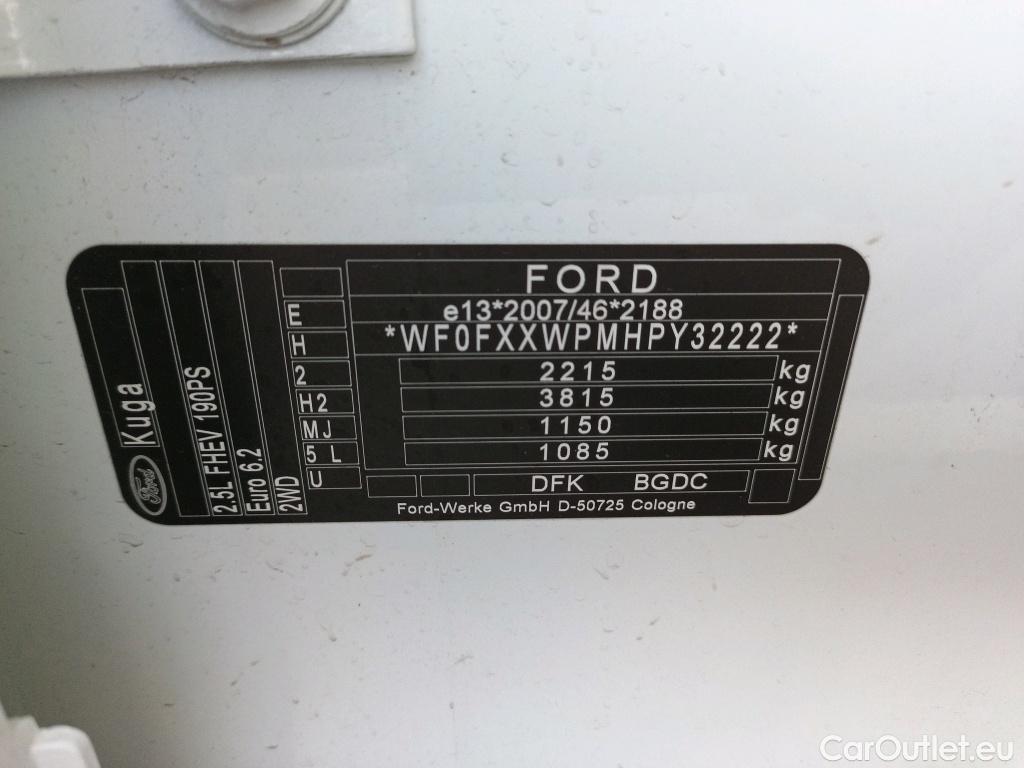 FORD
e13*2007/46*2188
*WF0FXXWPMHPY32222*
2215 kg
3815 kg
1150 kg
1085 kg
DFK BGDC
Ford-Werke GmbH D-50725 Cologne
E
H
2
H2
MJ
5 L
U
2WD
Euro 6.2
2.5L FHEV 190PS
Ford Kuga
CarOutlet.eu